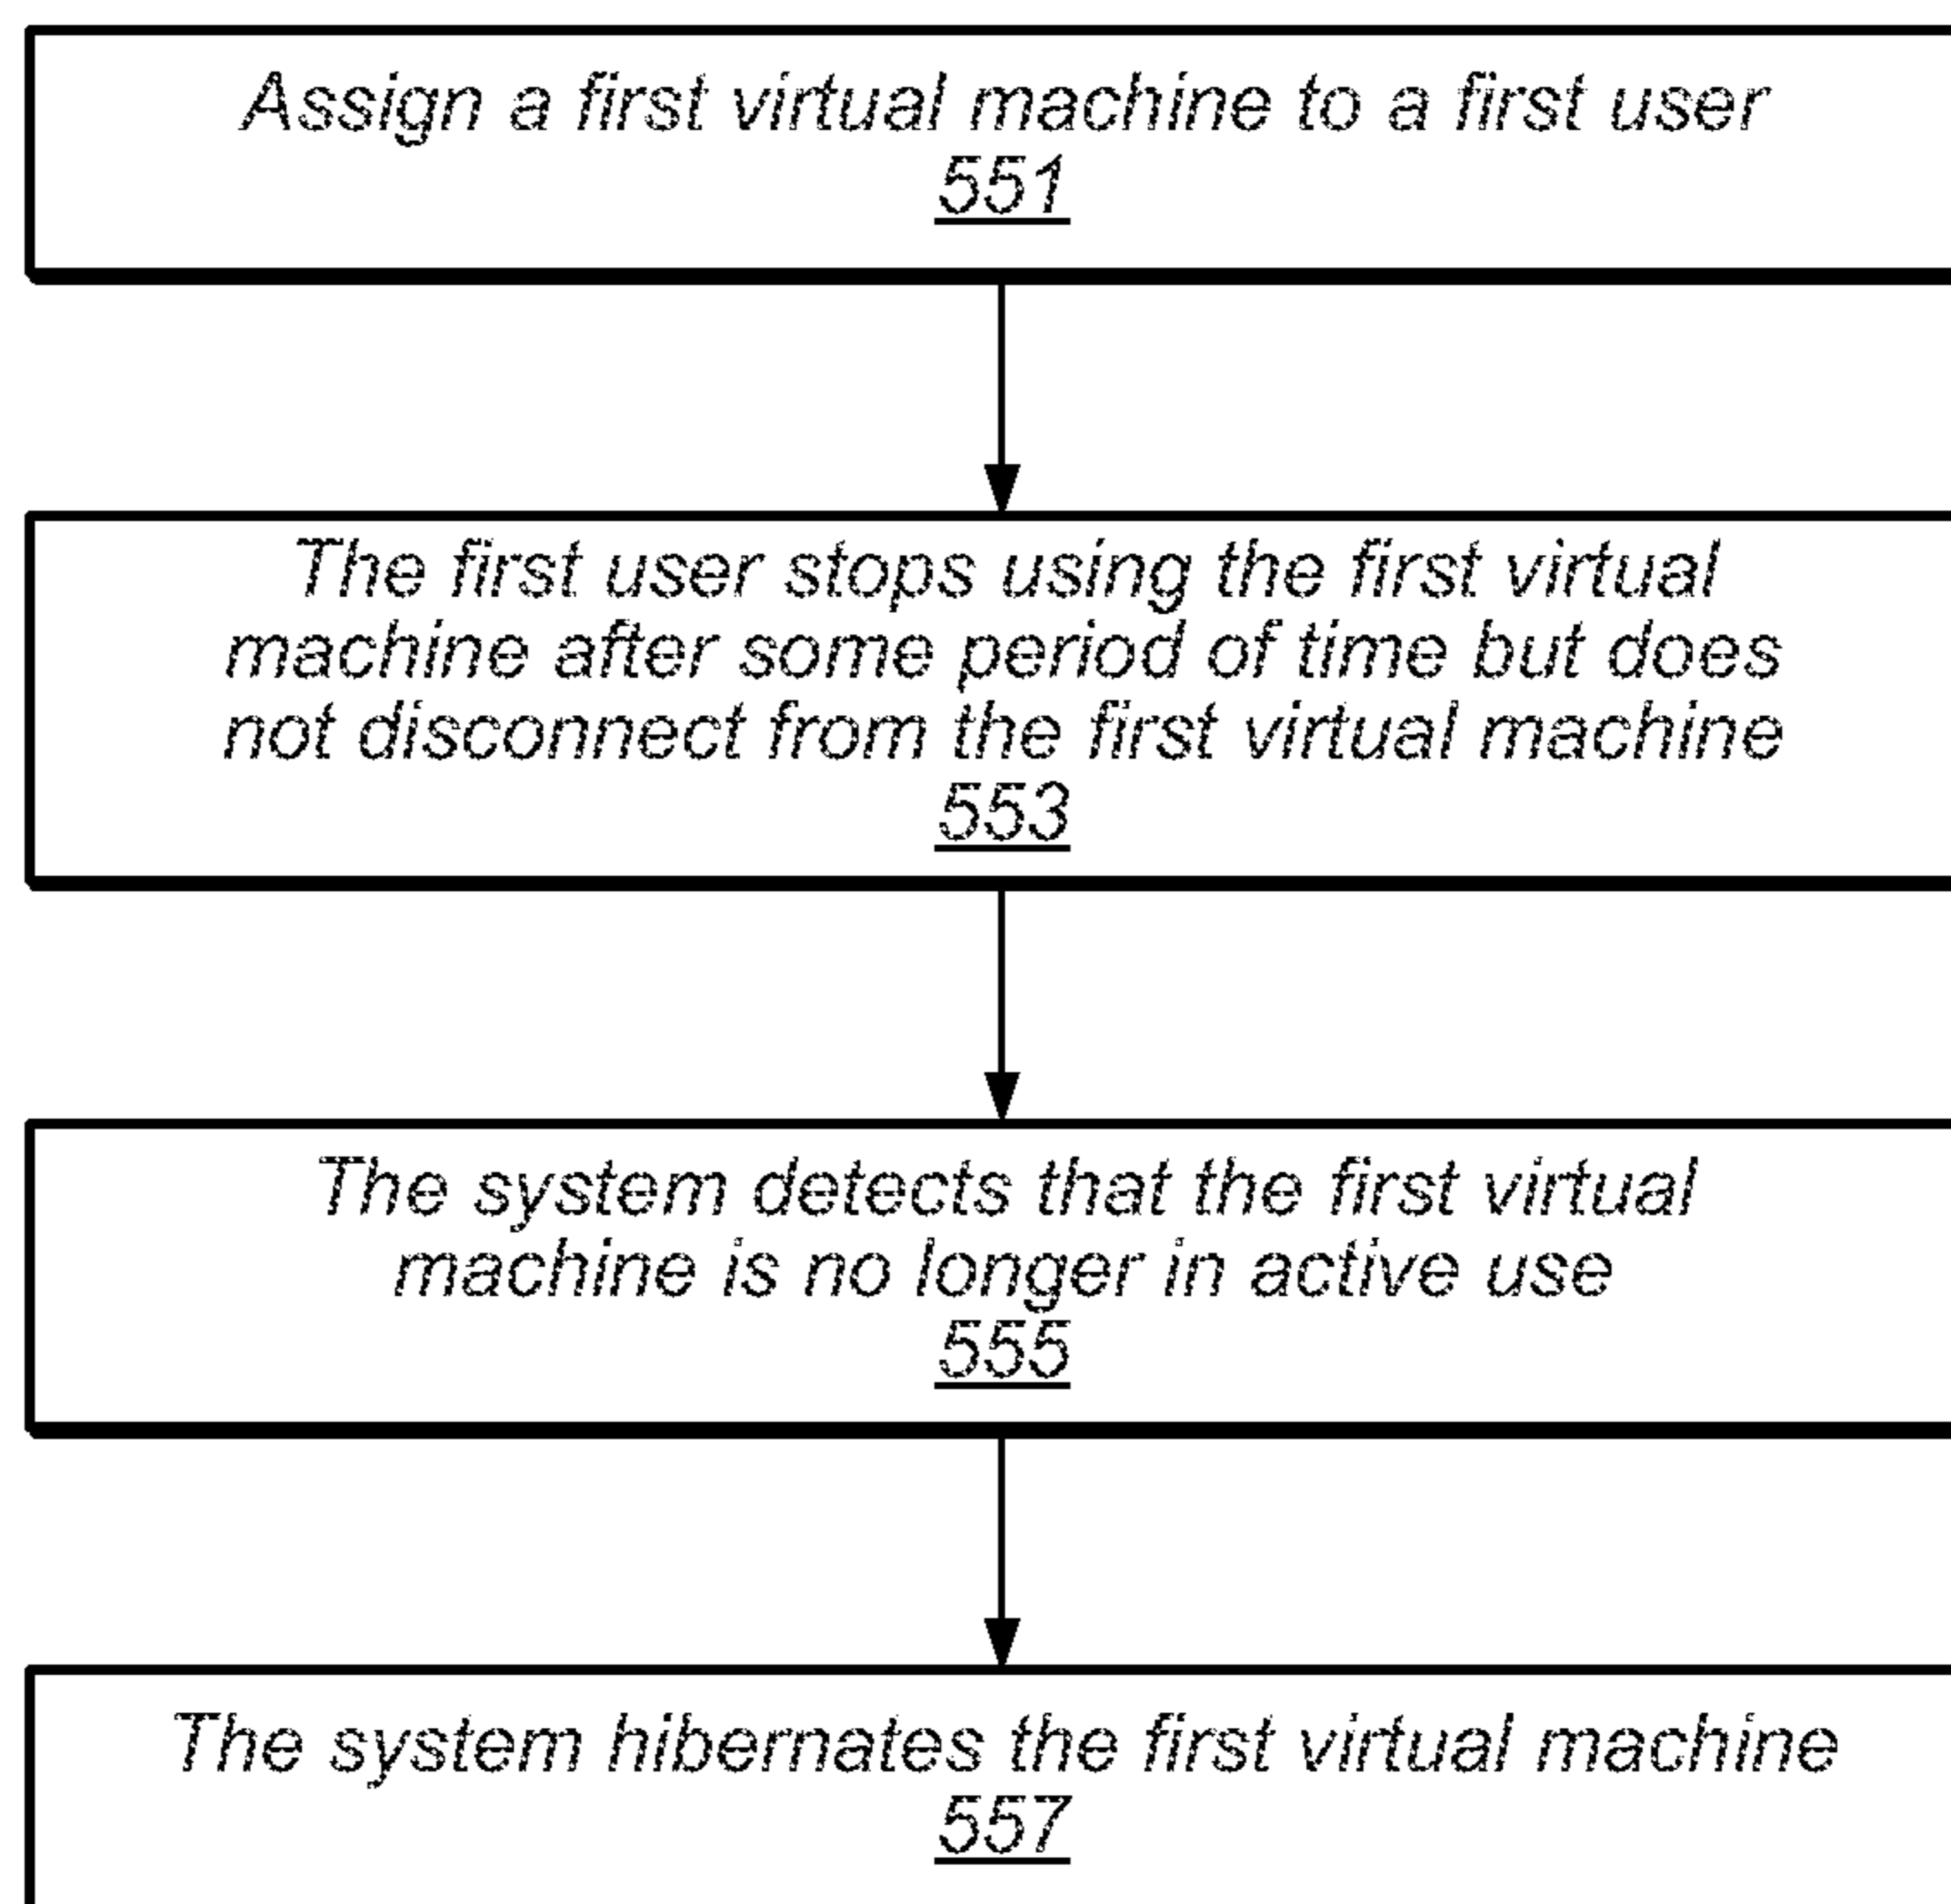 Assign a first virtual machine to a first user
551
The first user stops using the first virtual
machine after some period of time but does
not disconnect from the first virtual machine
553
The system detects that the first virtual
machine is no longer in active use
555
The system hibernates the first virtual machine
557